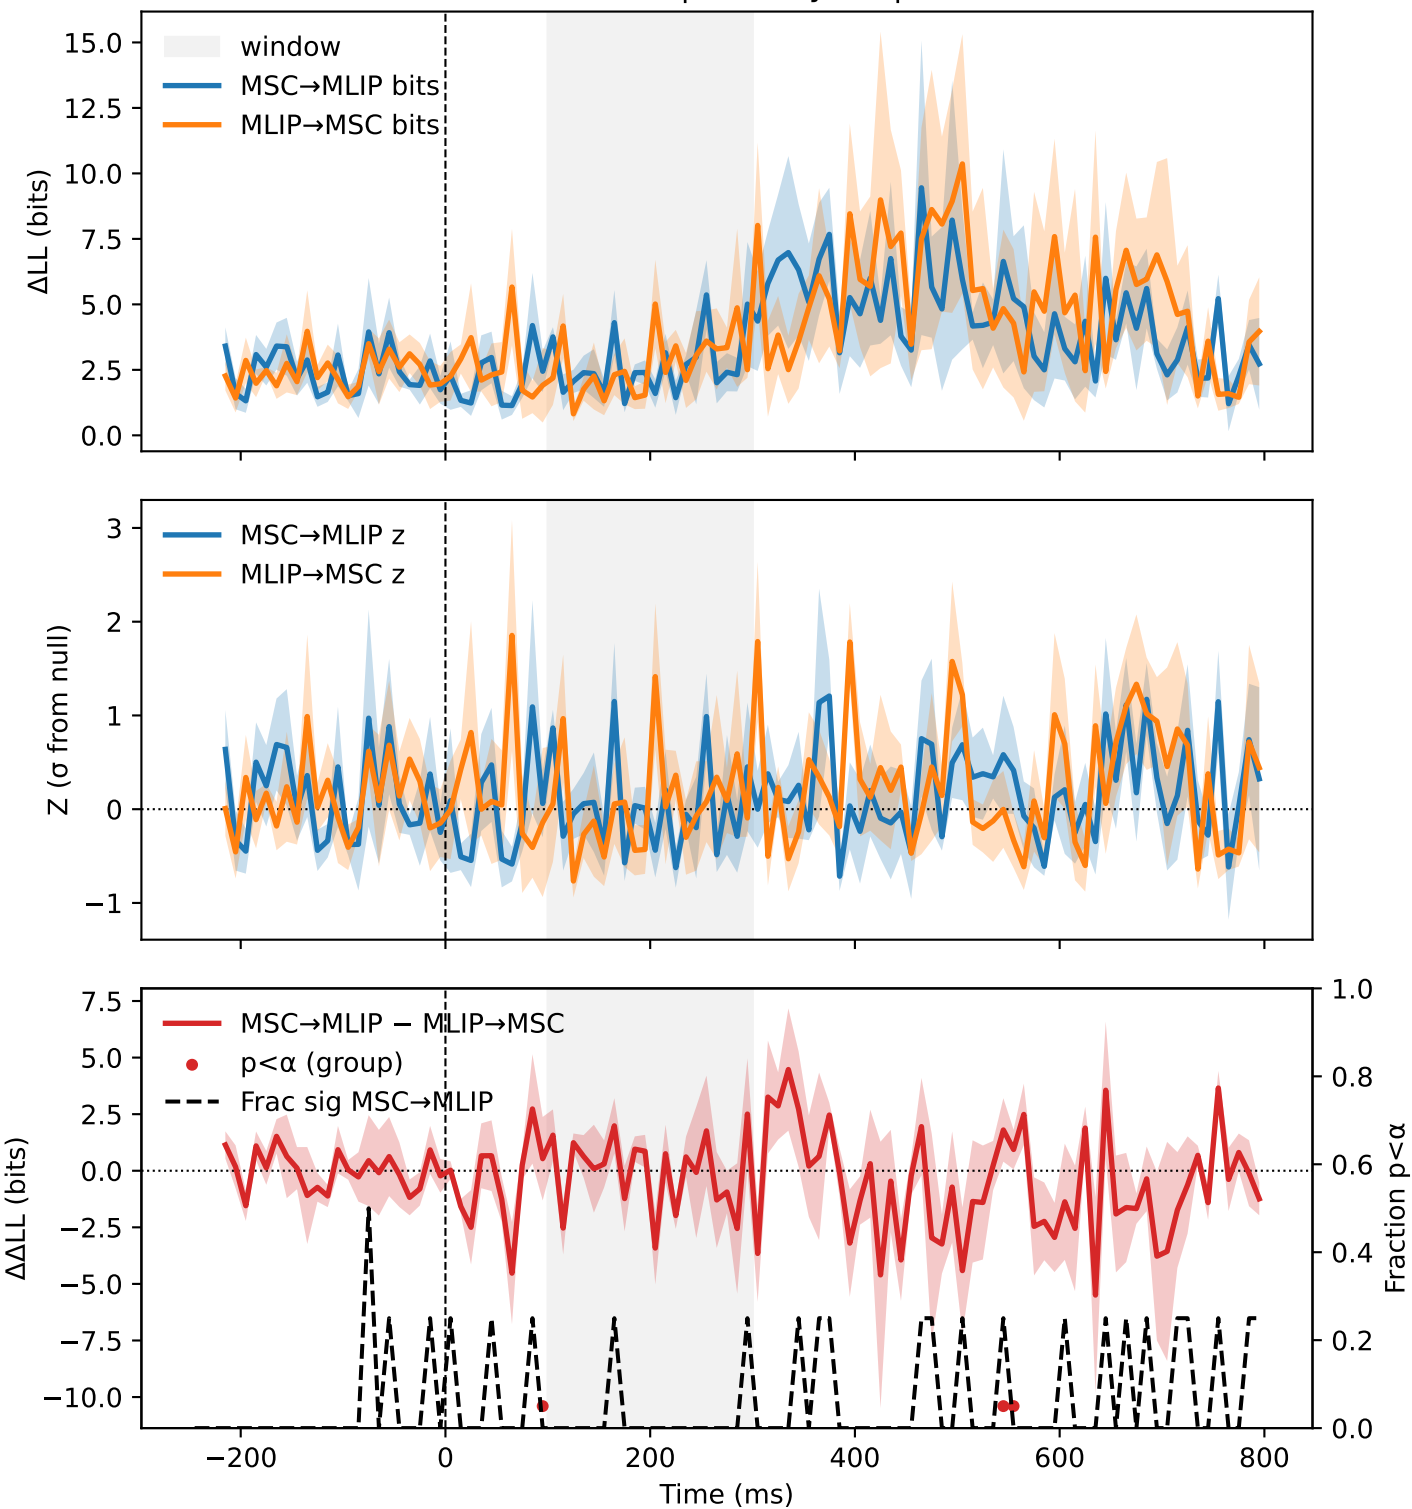 15.0
12.5
10.0
7.5
5.0
2.5
0.0
ΔLL (bits)
window
MSC→MLIP bits
MLIP→MSC bits
3
2
1
0
−1
Z (σ from null)
MSC→MLIP z
MLIP→MSC z
7.5
5.0
2.5
0.0
−2.5
−5.0
−7.5
−10.0
ΔΔLL (bits)
MSC→MLIP − MLIP→MSC
p<α (group)
Frac sig MSC→MLIP
1.0
0.8
0.6
0.4
0.2
0.0
Fraction p<α
−200 0 200 400 600 800
Time (ms)